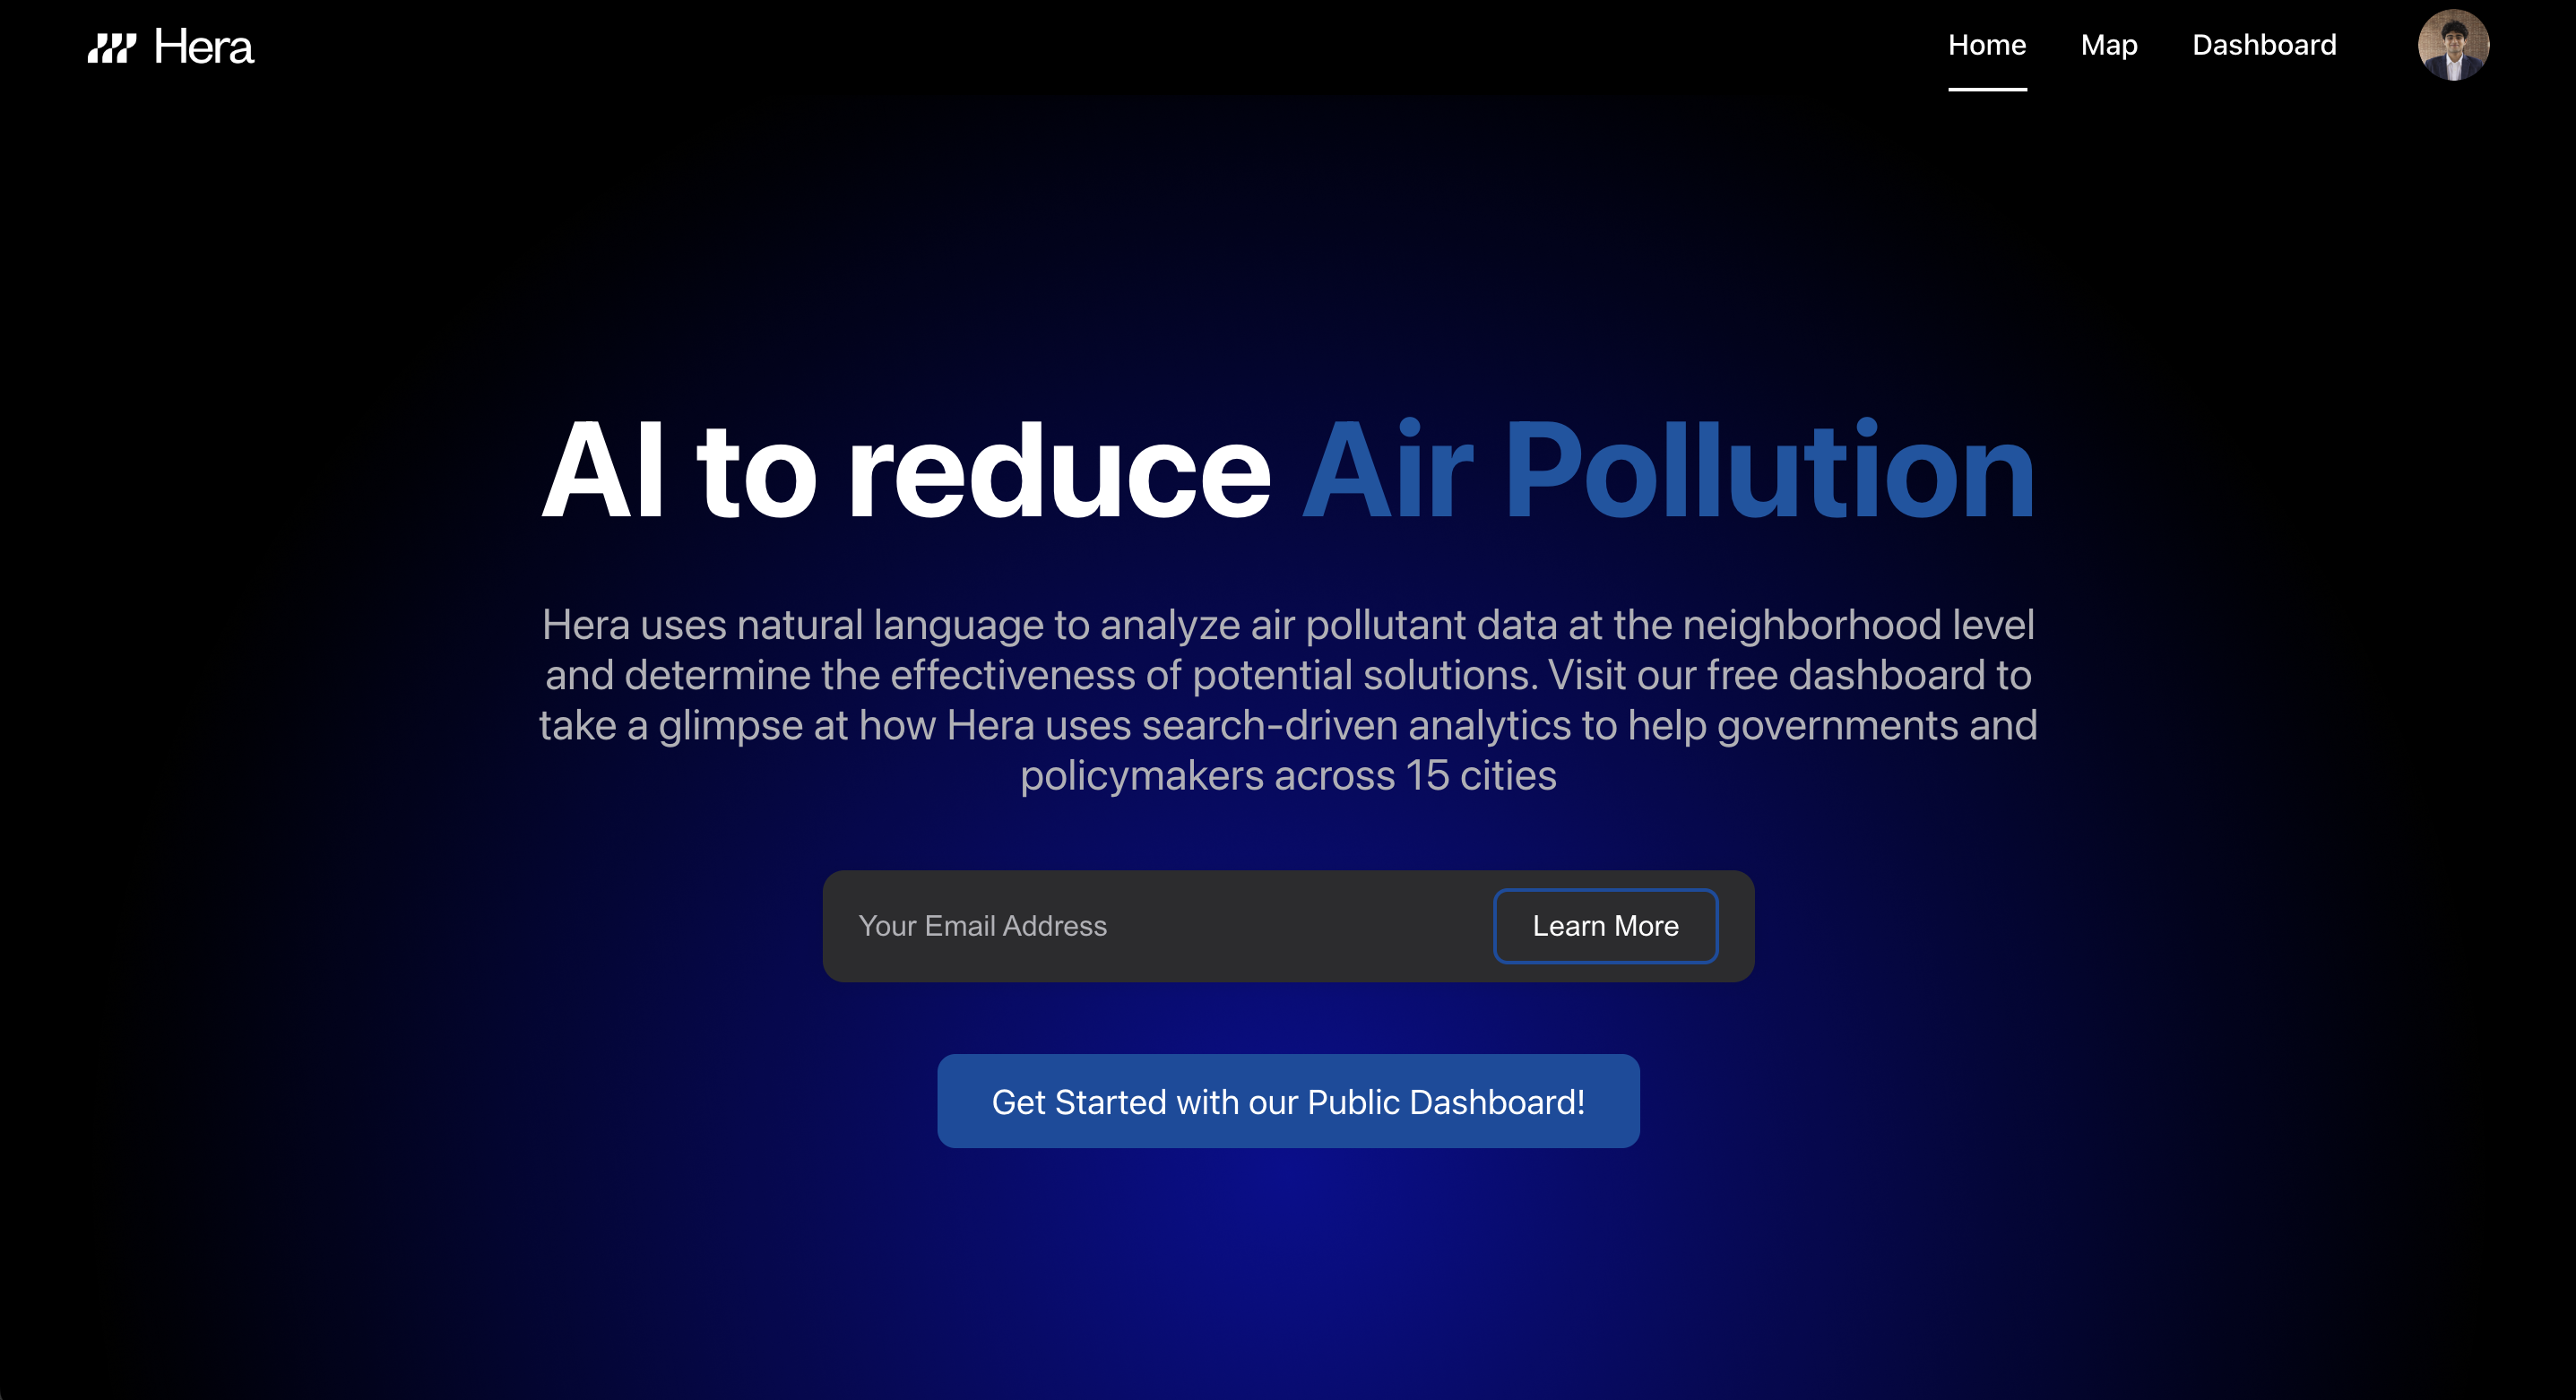 Hera
Home
Map
Dashboard
AI to reduce Air Pollution
Hera uses natural language to analyze air pollutant data at the neighborhood level
and determine the effectiveness of potential solutions. Visit our free dashboard to
take a glimpse at how Hera uses search-driven analytics to help governments and
policymakers across 15 cities
Your Email Address
Learn More
Get Started with our Public Dashboard!